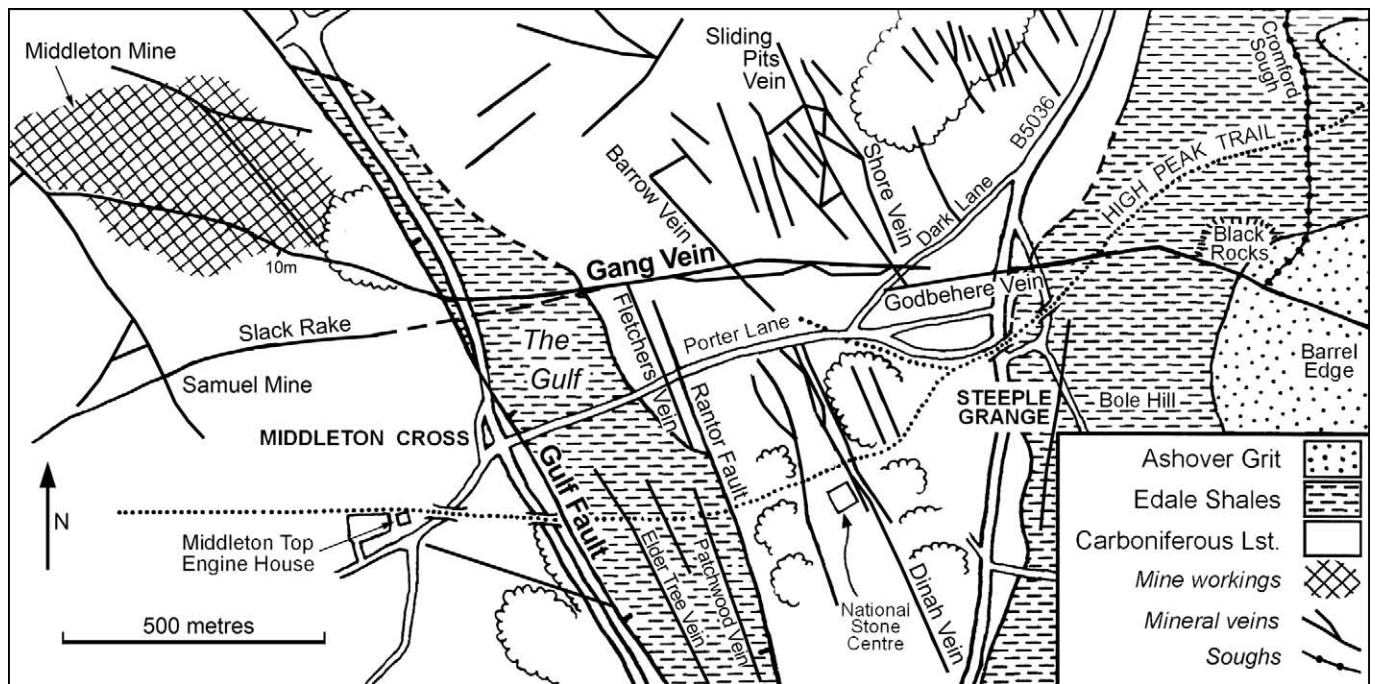 Middleton Mine
Sliding
Pits
Vein
Cromford
Sough
B5036
HIGH PEAK TRAIL
Shore Vein
Barrow Vein
Dark Lane
Black
Rocks
10m
Gang Vein
Godbehere Vein
Slack Rake
The
Gulf
Fletchers Vein
Porter Lane
Barrel
Edge
Samuel Mine
Rantor Fault
STEEPLE
GRANGE
Bole Hill
MIDDLETON CROSS
Gulf Fault
N
Middleton Top
Engine House
Elder Tree Vein
Patchwood Vein
National
Stone
Centre
Dinah Vein
500 metres
Ashover Grit
Edale Shales
Carboniferous Lst.
Mine workings
Mineral veins
Soughs